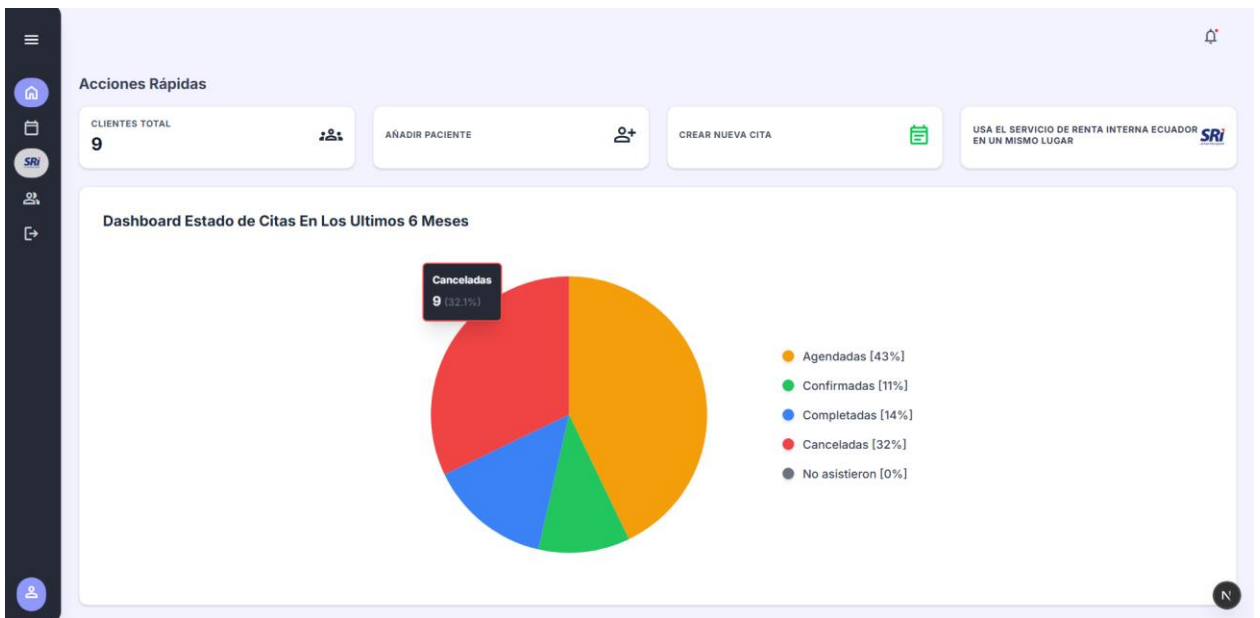 Acciones Rápidas
CLIENTES TOTAL
9
AÑADIR PACIENTE
CREAR NUEVA CITA
USA EL SERVICIO DE RENTA INTERNA ECUADOR
EN UN MISMO LUGAR
SRi
SRi
Dashboard Estado de Citas En Los Ultimos 6 Meses
Canceladas
9 (32.1%)
Agendadas [43%]
Confirmadas [11%]
Completadas [14%]
Canceladas [32%]
No asistieron [0%]
N